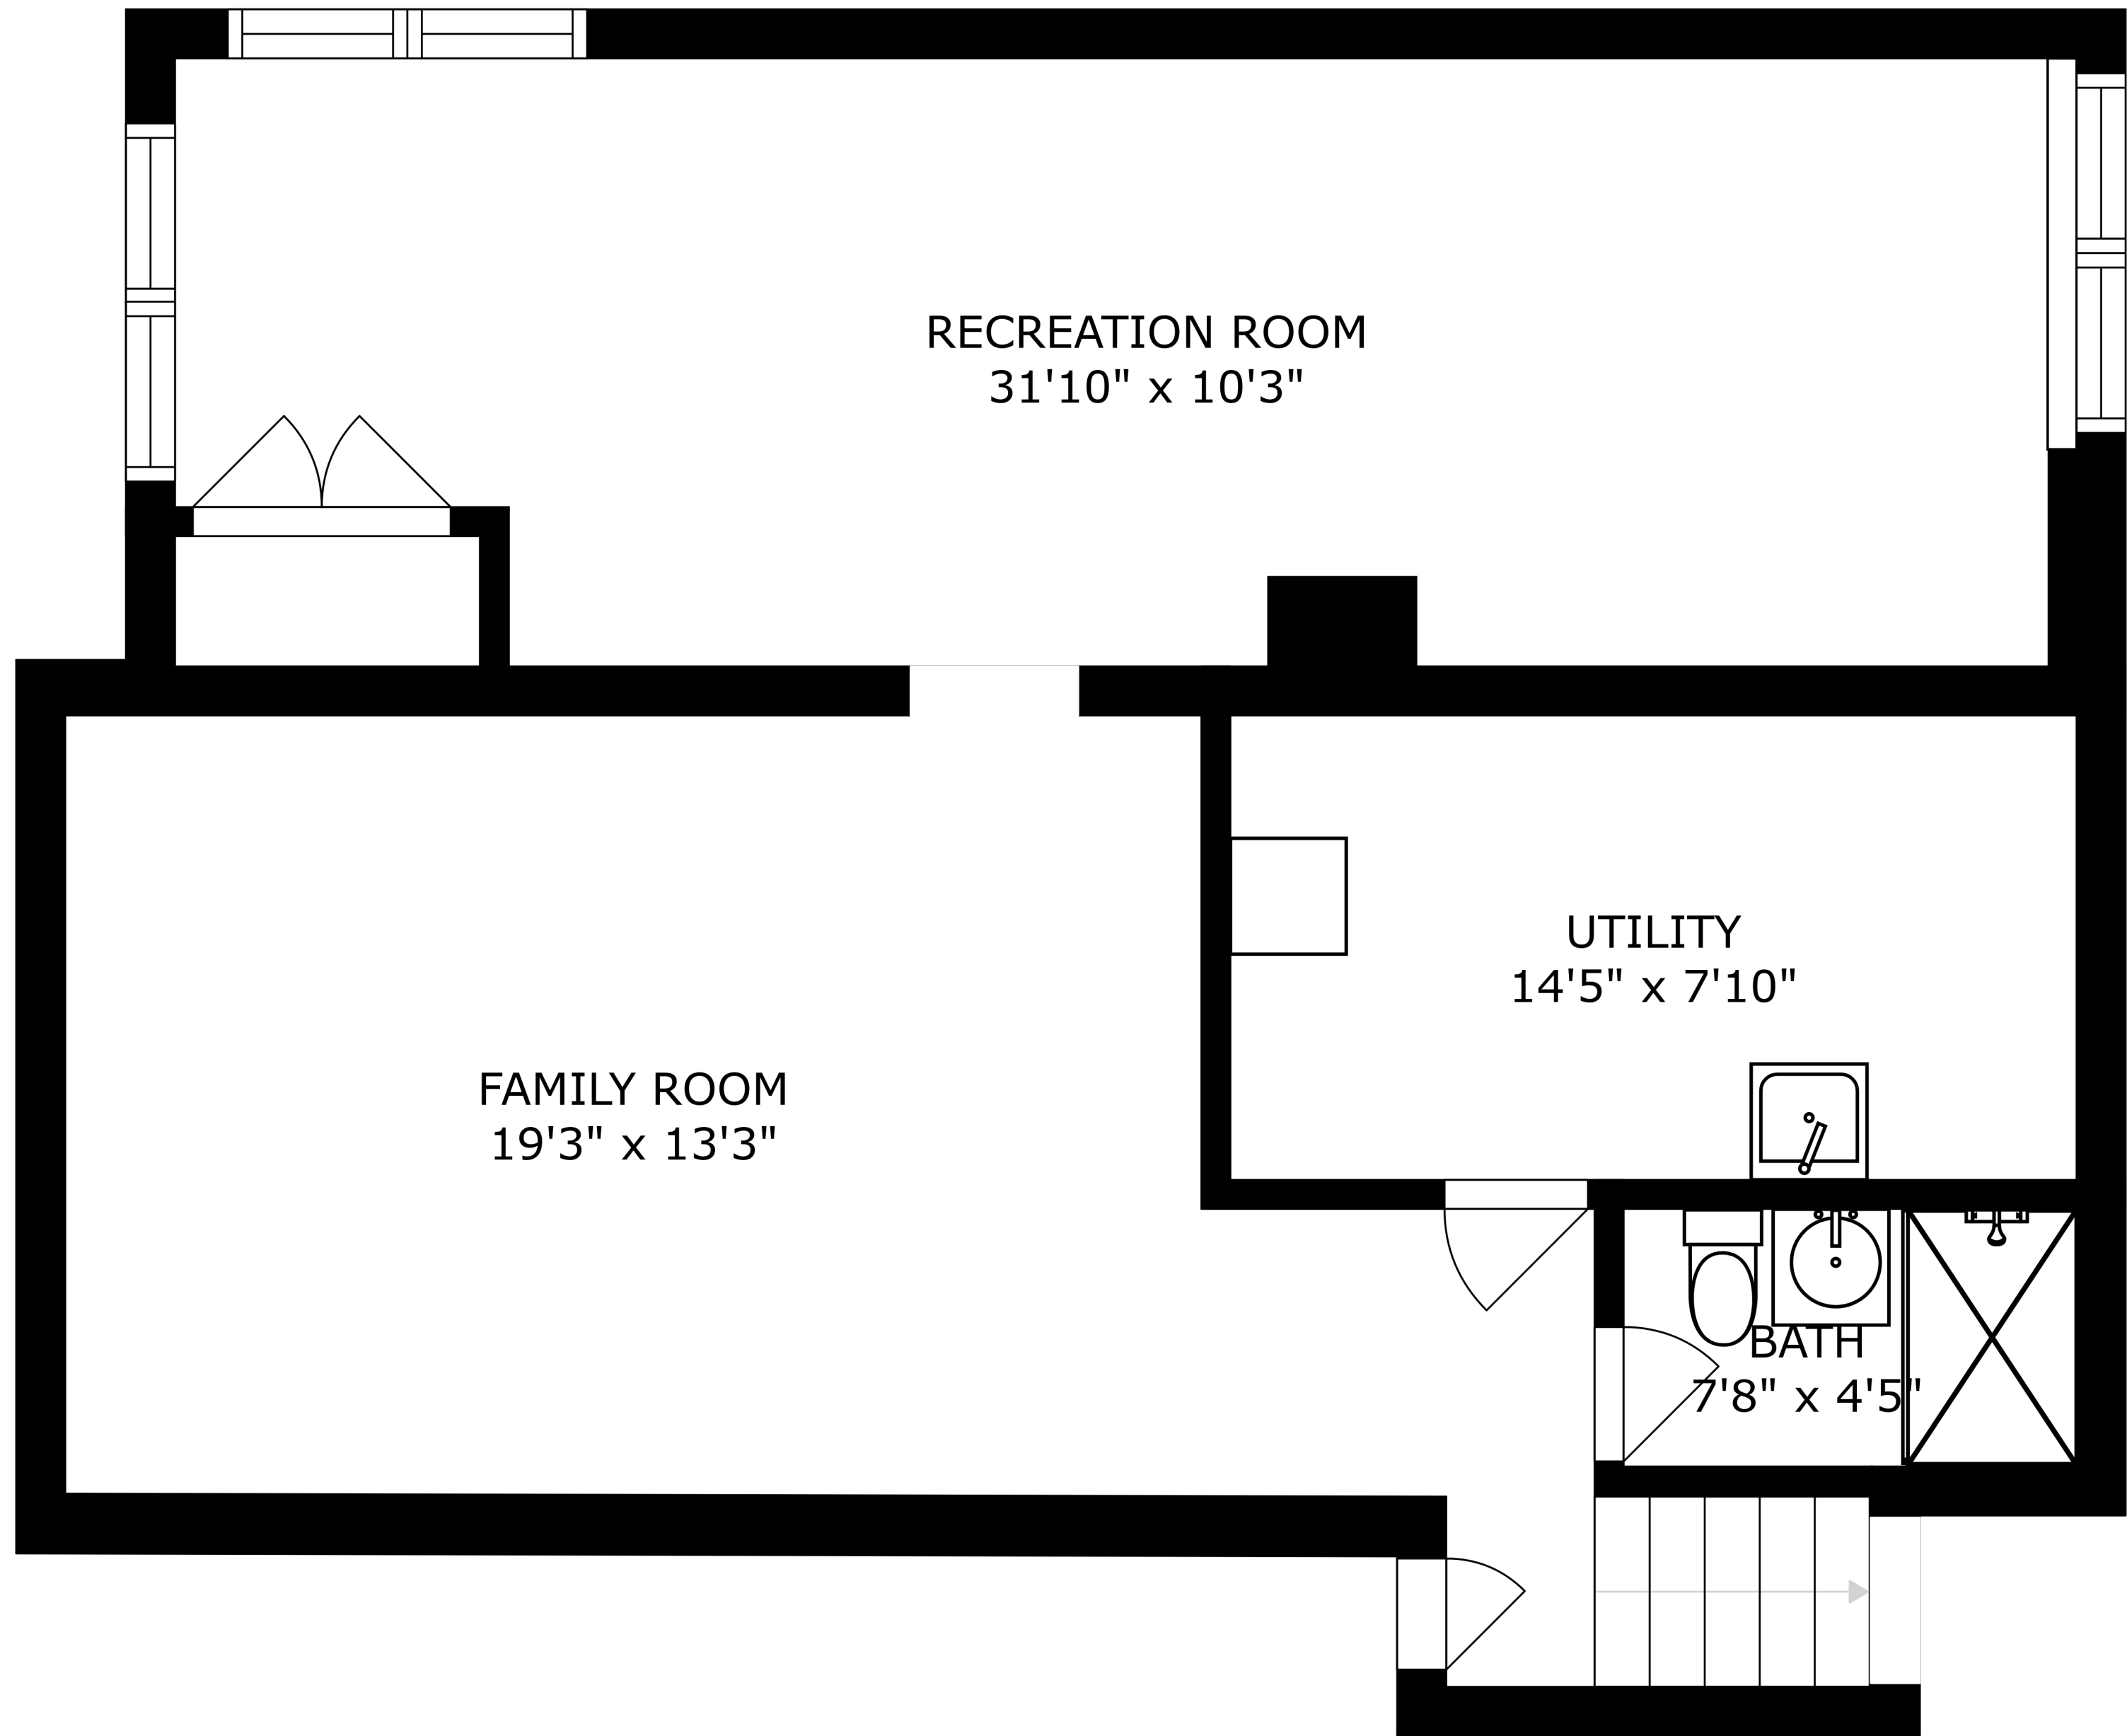 RECREATION ROOM
31'10" x 10'3"
UTILITY
14'5" x 7'10"
FAMILY ROOM
19'3" x 13'3"
BATH
7'8" x 4'5"